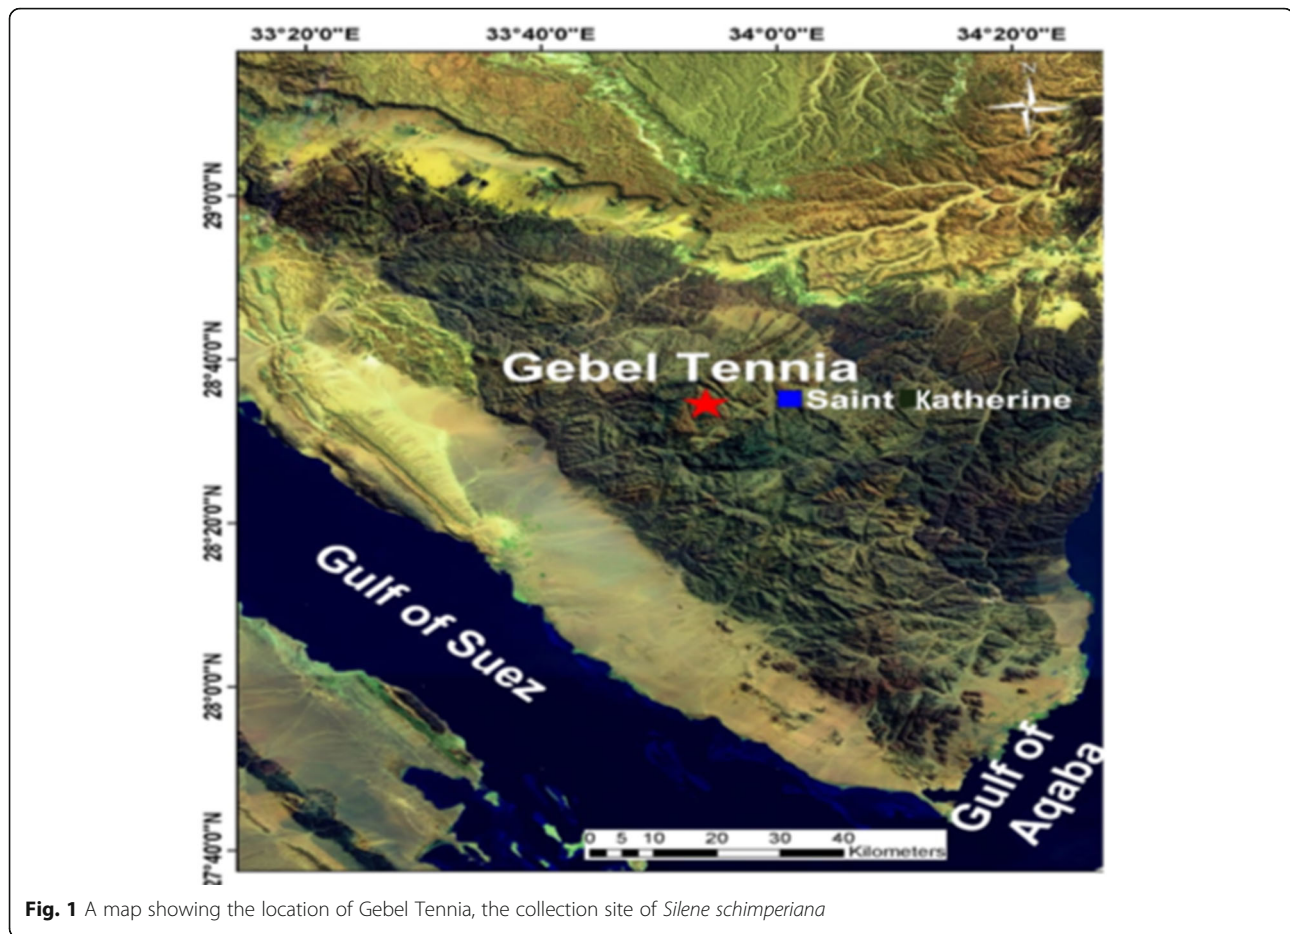 33°20'0"E 33°40'0"E 34°0'0"E 34°20'0"E
N
29°0'0"N
28°40'0"N
28°20'0"N
28°0'0"N
27°40'0"N
Gebel Tennia
Saint Katherine
Gulf of Suez
Gulf of
Aqaba
0 5 10 20 30 40
Kilometers
Fig. 1 A map showing the location of Gebel Tennia, the collection site of Silene schimperiana